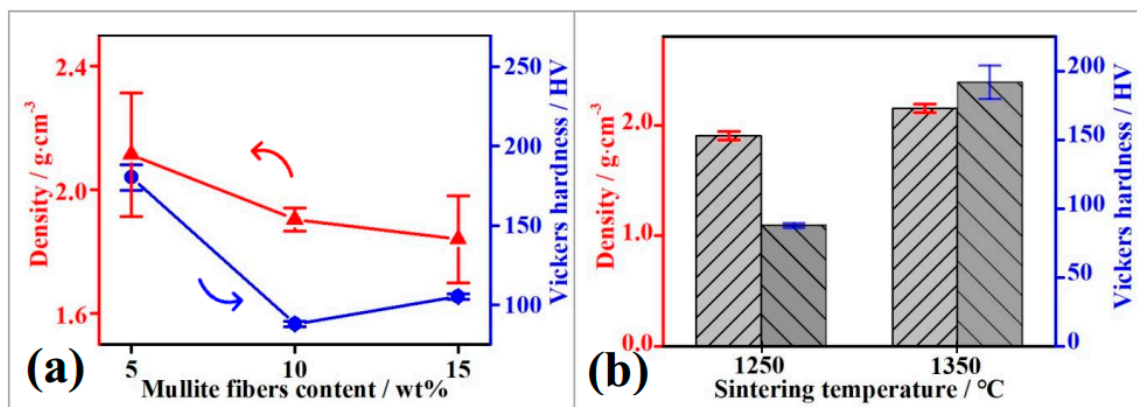 (a)
Density / g·cm⁻³
2.4
2.0
1.6
250
200
150
100
Vickers hardness / HV
5
10
15
Mullite fibers content / wt%
(b)
Density / g·cm⁻³
2.0
1.0
0.0
200
150
100
50
0
Vickers hardness / HV
1250
1350
Sintering temperature / °C